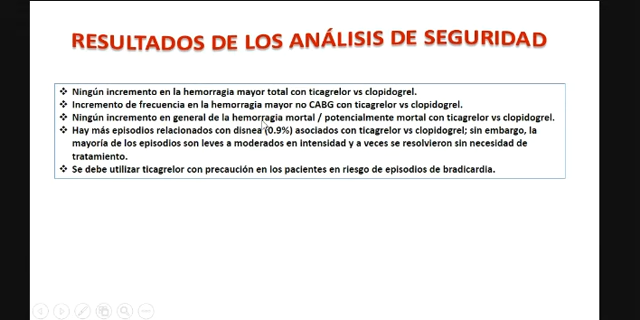 RESULTADOS DE LOS ANÁLISIS DE SEGURIDAD
❖ Ningún incremento en la hemorragia mayor total con ticagrelor vs clopidogrel.
❖ Incremento de frecuencia en la hemorragia mayor no CABG con ticagrelor vs clopidogrel.
❖ Ningún incremento en general de la hemorragia mortal / potencialmente mortal con ticagrelor vs clopidogrel.
❖ Hay más episodios relacionados con disnea (0.9%) asociados con ticagrelor vs clopidogrel; sin embargo, la
mayoría de los episodios son leves a moderados en intensidad y a veces se resolvieron sin necesidad de
tratamiento.
❖ Se debe utilizar ticagrelor con precaución en los pacientes en riesgo de episodios de bradicardia.